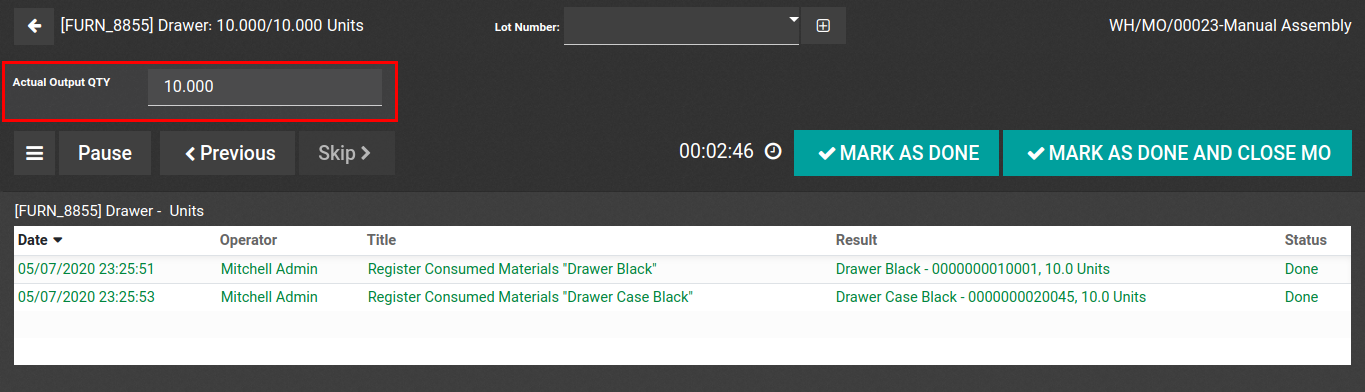 [FURN_8855] Drawer: 10.000/10.000 Units
Lot Number:
WH/MO/00023-Manual Assembly
Actual Output QTY
10.000
Pause
Previous
Skip
00:02:46
MARK AS DONE
MARK AS DONE AND CLOSE MO
[FURN_8855] Drawer - Units
Date Operator Title Result Status
05/07/2020 23:25:51 Mitchell Admin Register Consumed Materials "Drawer Black" Drawer Black - 0000000010001, 10.0 Units Done
05/07/2020 23:25:53 Mitchell Admin Register Consumed Materials "Drawer Case Black" Drawer Case Black - 0000000020045, 10.0 Units Done